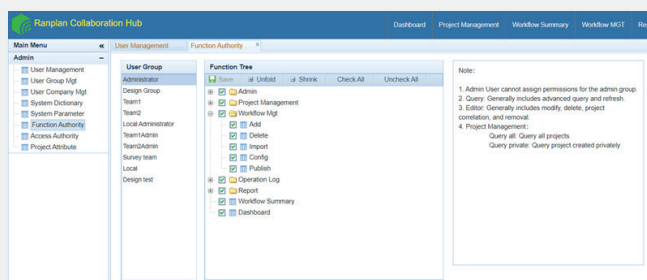 Ranplan Collaboration Hub
Dashboard Project Management Workflow Summary Workflow MGT Re
Main Menu «
User Management Function Authority ×
Admin
User Management
User Group Mgt
User Company Mgt
System Dictionary
System Parameter
Function Authority
Access Authority
Project Attribute
User Group
Administrator
Design Group
Team1
Team2
Local Administrator
Team1Admin
Team2Admin
Survey team
Local
Design test
Function Tree
Save Unfold Shrink Check All Uncheck All
Admin
Project Management
Workflow Mgt
Add
Delete
Import
Config
Publish
Operation Log
Report
Workflow Summary
Dashboard
Note:
1. Admin User cannot assign permissions for the admin group.
2. Query: Generally includes advanced query and refresh.
3. Editor: Generally includes modify, delete, project
correlation, and removal.
4. Project Management:
Query all: Query all projects
Query private: Query project created privately